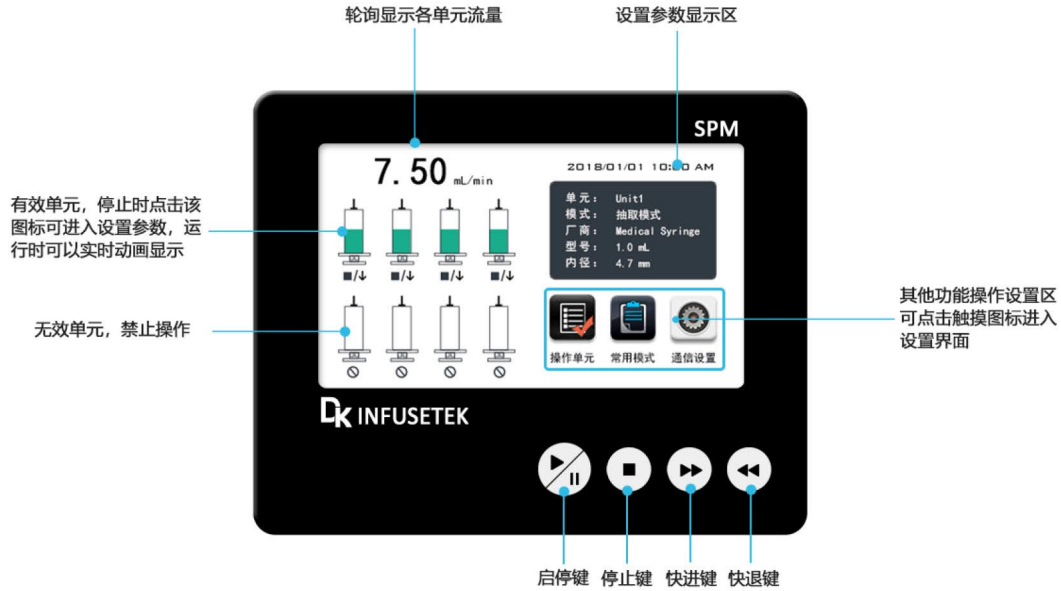 轮询显示各单元流量
设置参数显示区
SPM
7.50 mL/min
有效单元，停止时点击该
图标可进入设置参数，运
行时可以实时动画显示
■/↓ ■/↓ ■/↓ ■/↓
无效单元，禁止操作
单元： Unit1
模式： 抽取模式
厂商： Medical Syringe
型号： 1.0 mL
内径： 4.7 mm
操作单元 常用模式 通信设置
其他功能操作设置区
可点击触摸图标进入
设置界面
DK INFUSETEK
启停键 停止键 快进键 快退键